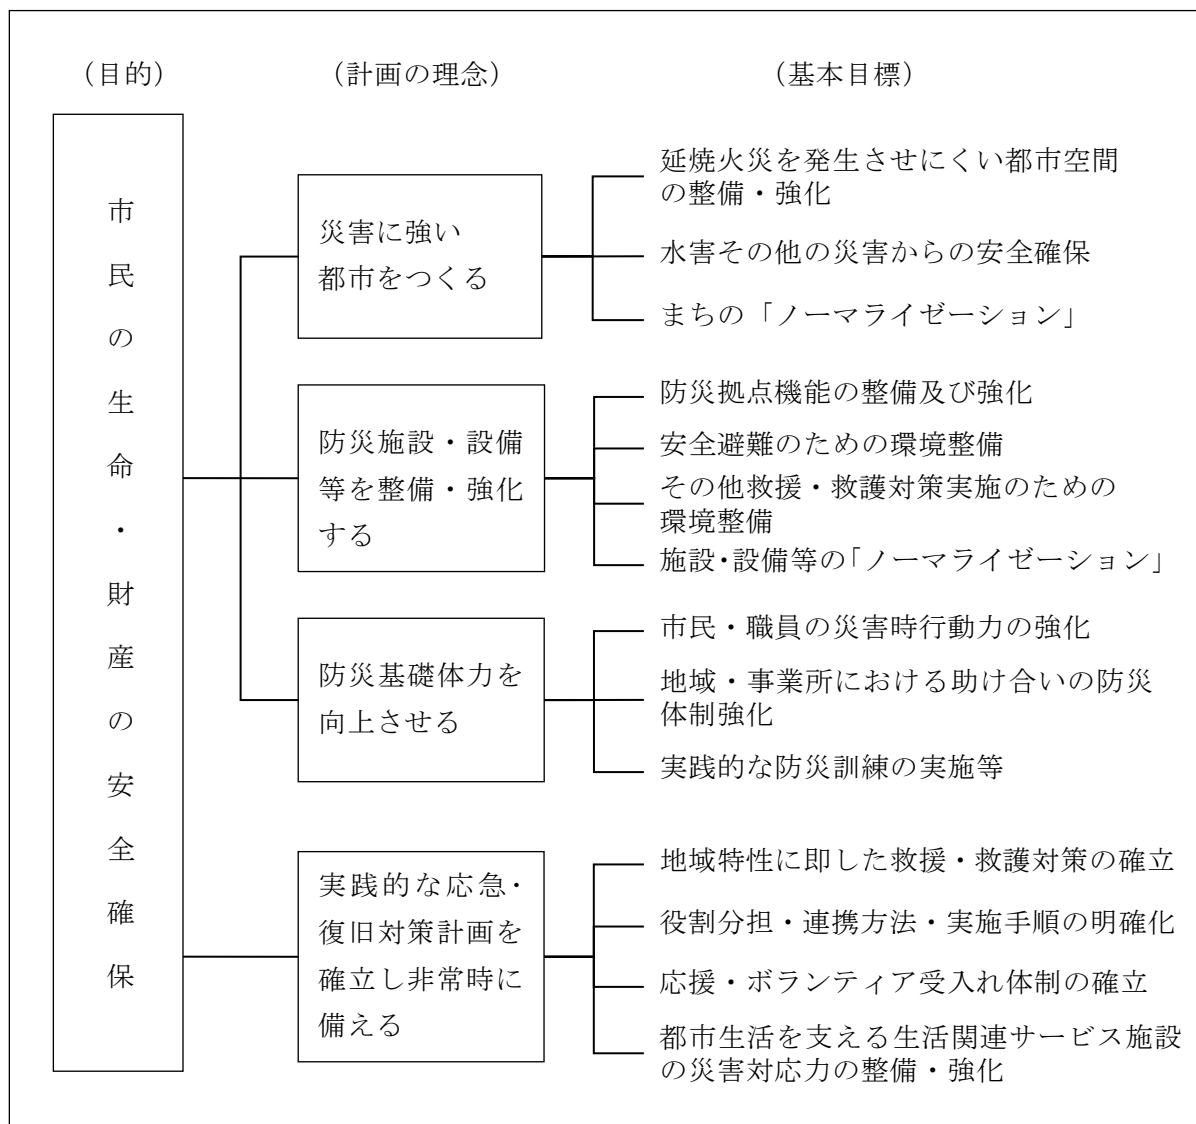 （目的）
（計画の理念）
（基本目標）
市民の生命・財産の安全確保
災害に強い
都市をつくる
延焼火災を発生させにくい都市空間
の整備・強化
水害その他の災害からの安全確保
まちの「ノーマライゼーション」
防災施設・設備
等を整備・強化
する
防災拠点機能の整備及び強化
安全避難のための環境整備
その他救援・救護対策実施のための
環境整備
施設・設備等の「ノーマライゼーション」
防災基礎体力を
向上させる
市民・職員の災害時行動力の強化
地域・事業所における助け合いの防災
体制強化
実践的な防災訓練の実施等
実践的な応急・
復旧対策計画を
確立し非常時に
備える
地域特性に即した救援・救護対策の確立
役割分担・連携方法・実施手順の明確化
応援・ボランティア受入れ体制の確立
都市生活を支える生活関連サービス施設
の災害対応力の整備・強化